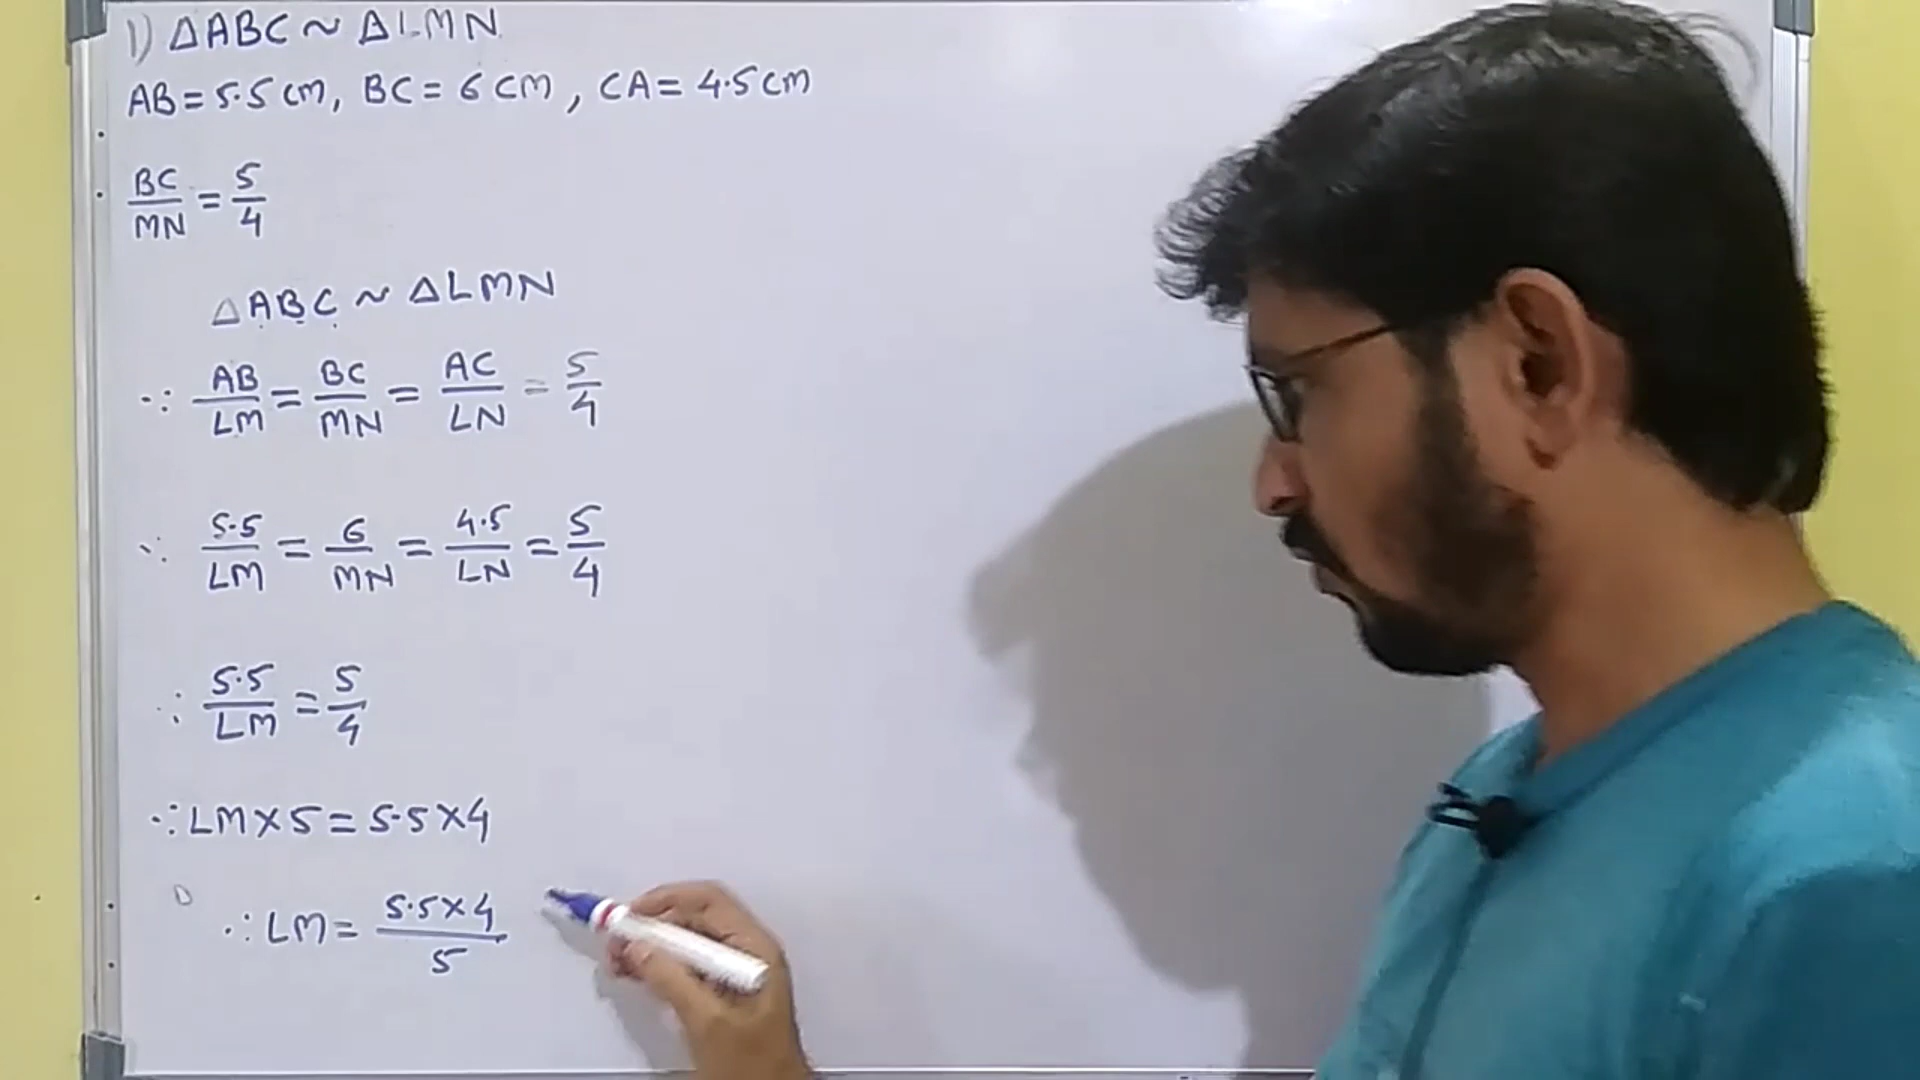 1) △ABC ~ △LMN
AB = 5.5 cm, BC = 6 cm, CA = 4.5 cm
BC/MN = 5/4
△ABC ~ △LMN
∴ AB/LM = BC/MN = AC/LN = 5/4
∴ 5.5/LM = 6/MN = 4.5/LN = 5/4
∴ 5.5/LM = 5/4
∴ LM × 5 = 5.5 × 4
∴ LM = 5.5 × 4/5